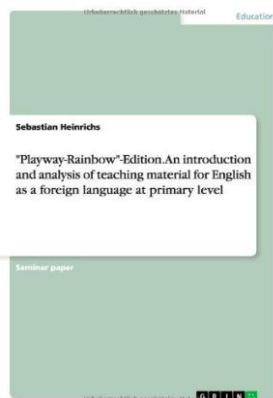 Urheberrechtlich geschütztes Material
Education
Sebastian Heinrichs
"Playway-Rainbow"-Edition. An introduction
and analysis of teaching material for English
as a foreign language at primary level
Seminar paper
Urheberrechtlich geschütztes Material
GRIN